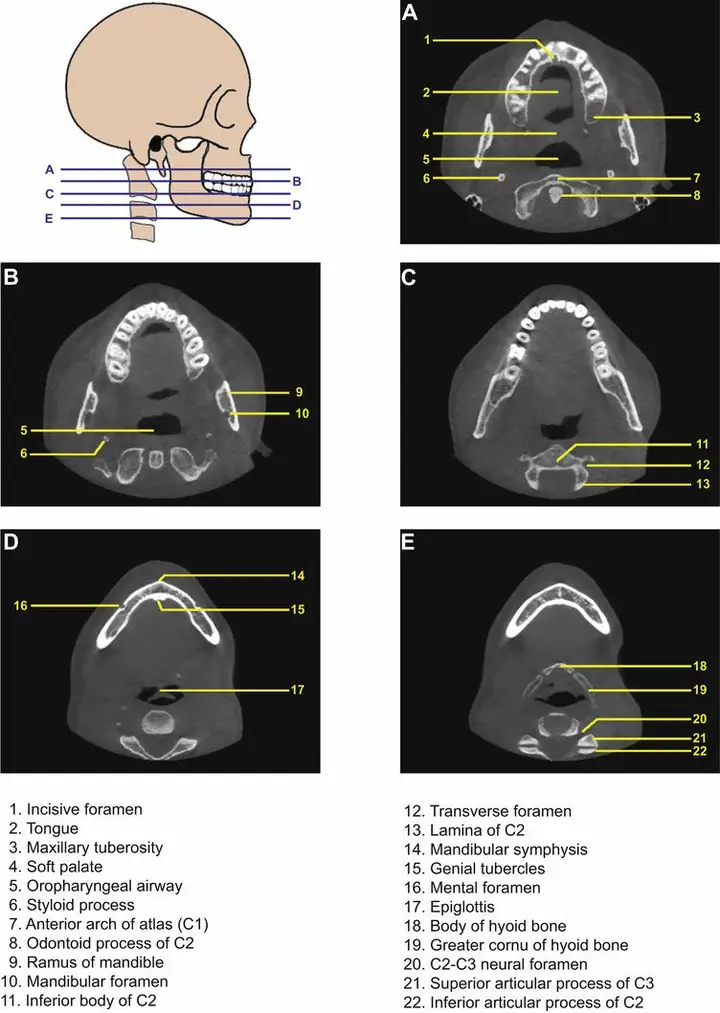 A
B
C
D
E
A
1
2
3
4
5
6
7
8
B
9
10
5
6
C
11
12
13
D
14
16
15
17
E
18
19
20
21
22
1. Incisive foramen
2. Tongue
3. Maxillary tuberosity
4. Soft palate
5. Oropharyngeal airway
6. Styloid process
7. Anterior arch of atlas (C1)
8. Odontoid process of C2
9. Ramus of mandible
10. Mandibular foramen
11. Inferior body of C2
12. Transverse foramen
13. Lamina of C2
14. Mandibular symphysis
15. Genial tubercles
16. Mental foramen
17. Epiglottis
18. Body of hyoid bone
19. Greater cornu of hyoid bone
20. C2-C3 neural foramen
21. Superior articular process of C3
22. Inferior articular process of C2